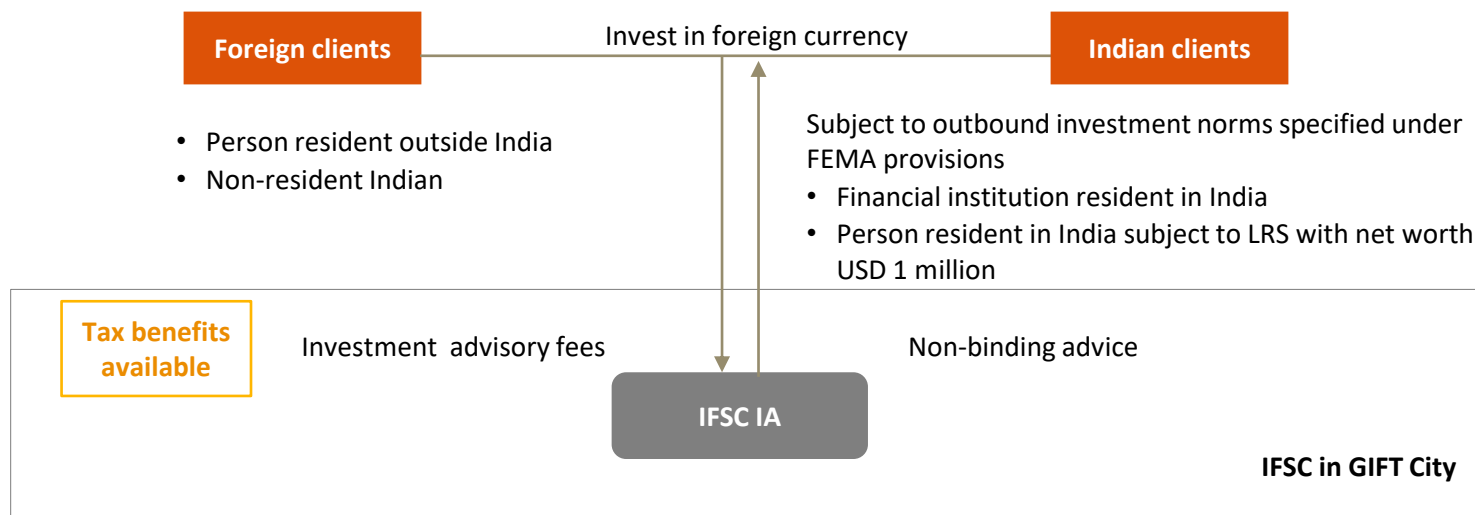 Foreign clients
Invest in foreign currency
Indian clients
• Person resident outside India
• Non-resident Indian
Subject to outbound investment norms specified under
FEMA provisions
• Financial institution resident in India
• Person resident in India subject to LRS with net worth
USD 1 million
Tax benefits
available
Investment advisory fees
Non-binding advice
IFSC IA
IFSC in GIFT City